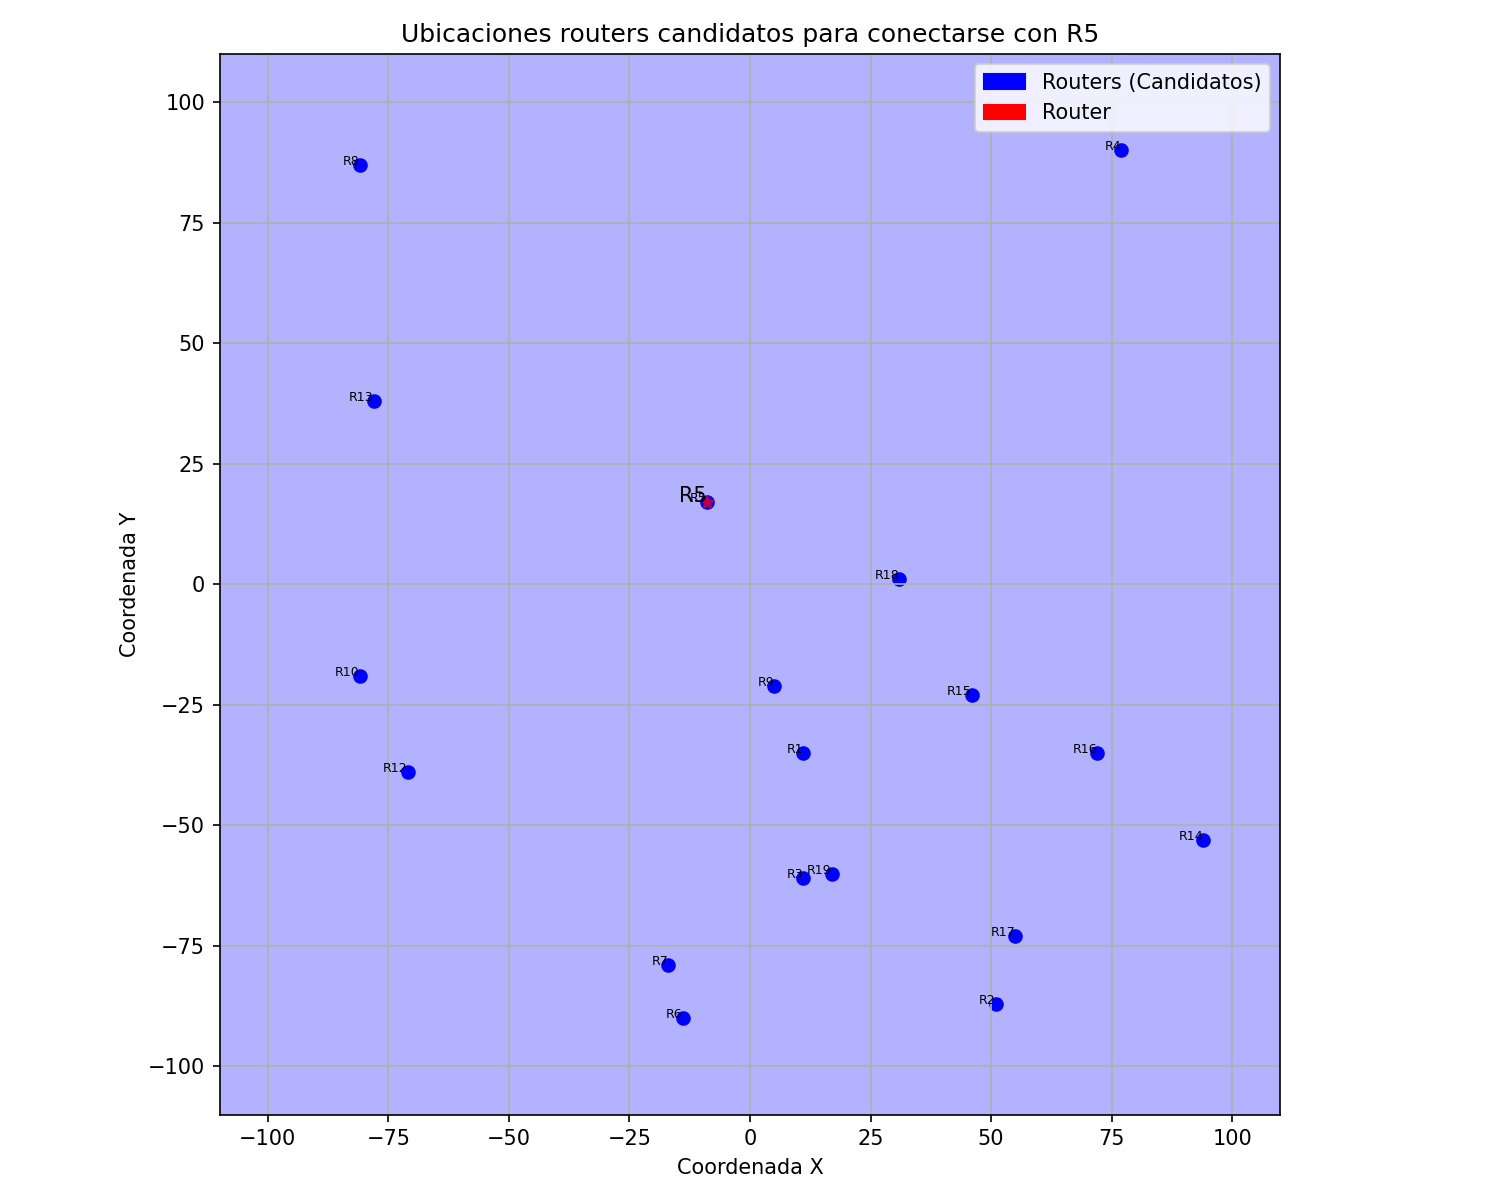 Ubicaciones routers candidatos para conectarse con R5
Routers (Candidatos)
Router
R4
R8
R13
R5
R5
R18
R10
R9
R15
R1
R16
R12
R14
R3
R19
R17
R7
R2
R6
100
75
50
25
0
−25
−50
−75
−100
Coordenada Y
−100
−75
−50
−25
0
25
50
75
100
Coordenada X